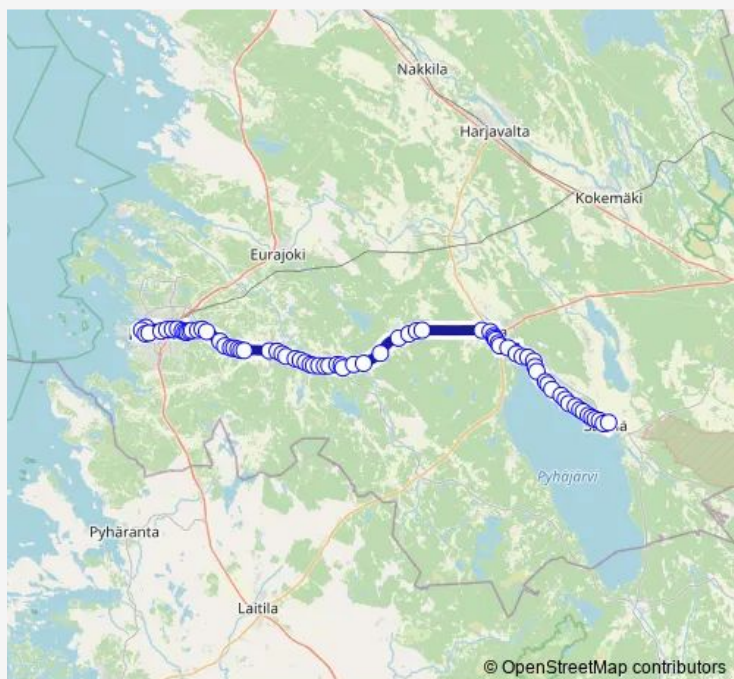 Nakkila
Harjavalta
Kokemäki
Eurajoki
Pyhäjärvi
Pyhäranta
Laitila
© OpenStreetMap contributors